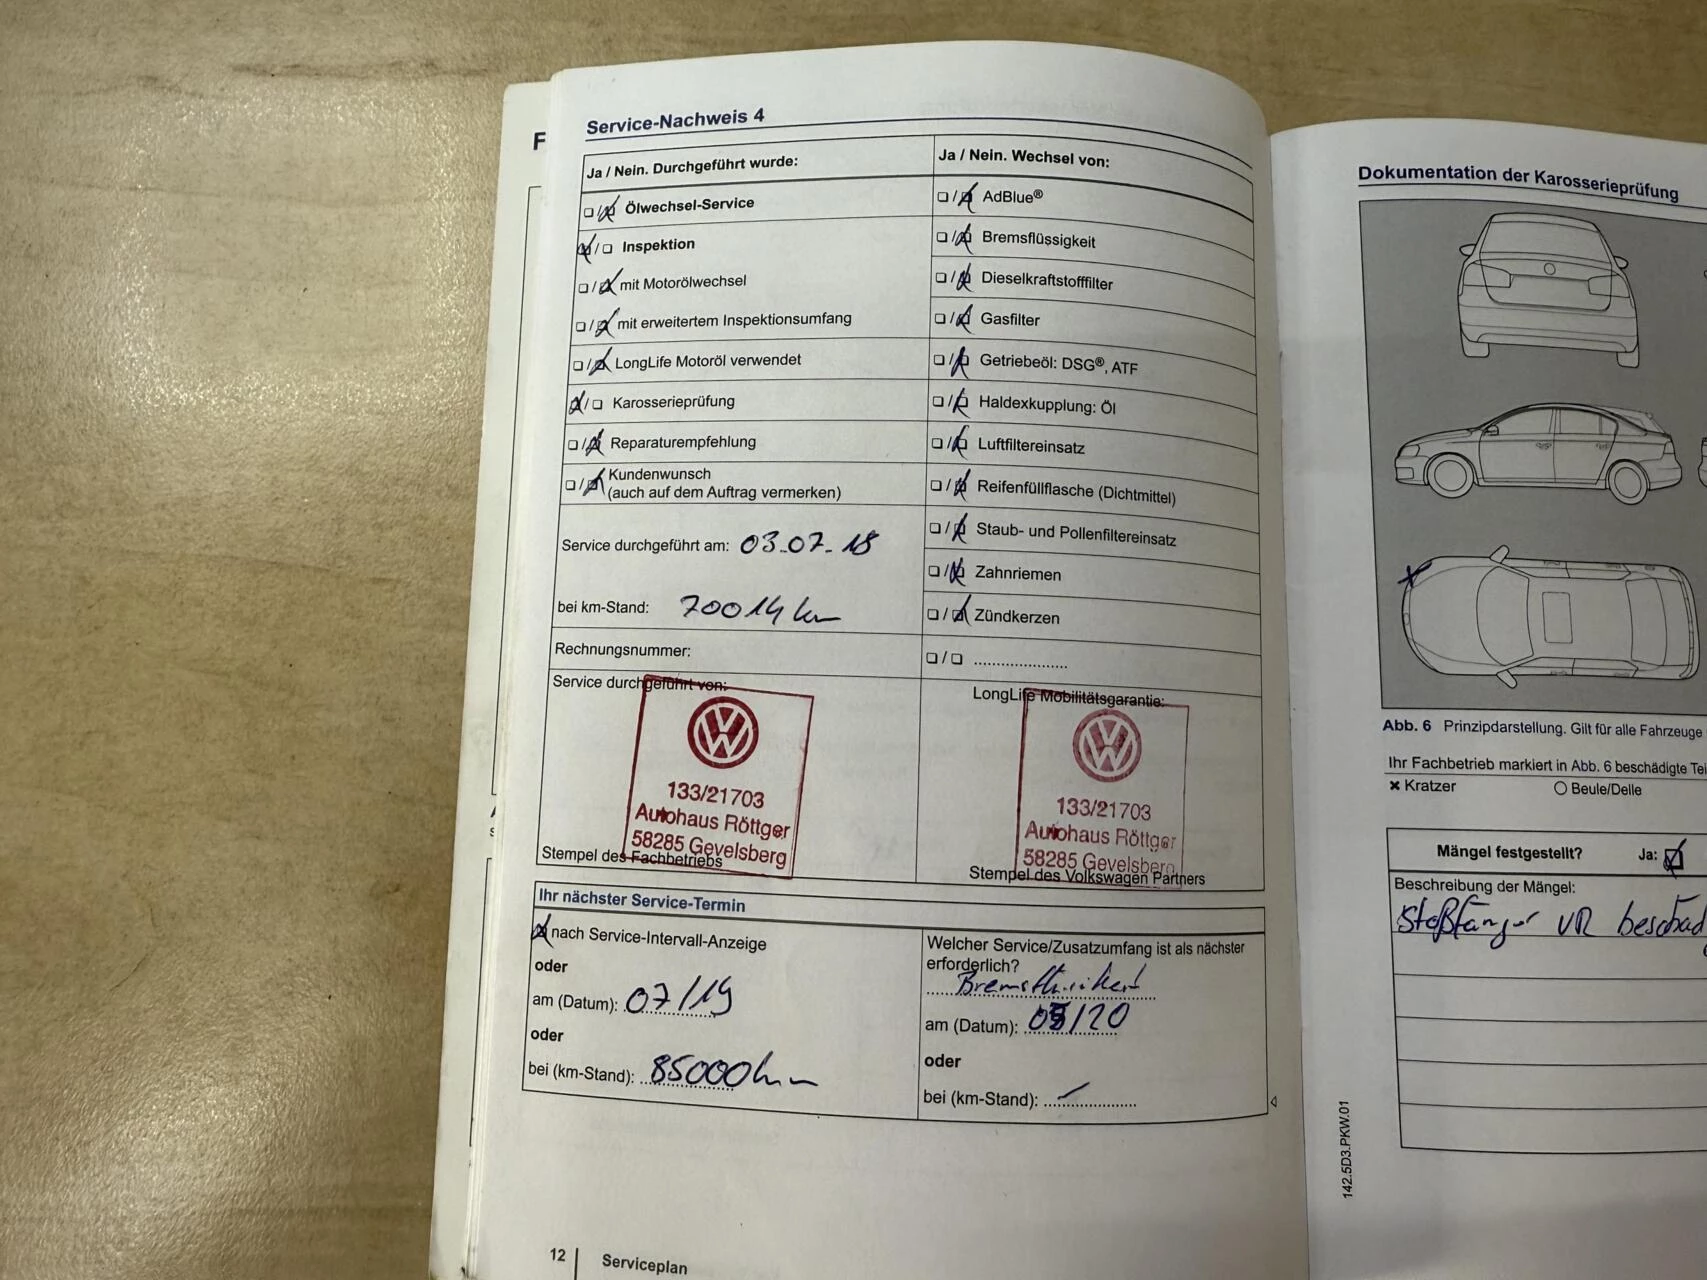 Service-Nachweis 4
Ja / Nein. Durchgeführt wurde:
Ölwechsel-Service
Inspektion
mit Motorölwechsel
mit erweitertem Inspektionsumfang
LongLife Motoröl verwendet
Karosserieprüfung
Reparaturempfehlung
Kundenwunsch
(auch auf dem Auftrag vermerken)
Service durchgeführt am: 03.07.18
bei km-Stand: 70014 km
Rechnungsnummer:
Service durchgeführt von:
133/21703
Autohaus Röttger
58285 Gevelsberg
Stempel des Fachbetriebs
Ja / Nein. Wechsel von:
AdBlue®
Bremsflüssigkeit
Dieselkraftstofffilter
Gasfilter
Getriebeöl: DSG®, ATF
Haldexkupplung: Öl
Luftfiltereinsatz
Reifenfüllflasche (Dichtmittel)
Staub- und Pollenfiltereinsatz
Zahnriemen
Zündkerzen
LongLife Mobilitätsgarantie:
133/21703
Autohaus Röttger
58285 Gevelsberg
Stempel des Volkswagen Partners
Ihr nächster Service-Termin
nach Service-Intervall-Anzeige
oder
am (Datum): 07/19
oder
bei (km-Stand): 85000 km
Welcher Service/Zusatzumfang ist als nächster
erforderlich?
am (Datum): /20
oder
bei (km-Stand):
12 Serviceplan
F
Dokumentation der Karosserieprüfung
Abb. 6 Prinzipdarstellung. Gilt für alle Fahrzeuge
Ihr Fachbetrieb markiert in Abb. 6 beschädigte Tei
Kratzer
Beule/Delle
Mängel festgestellt? Ja:
Beschreibung der Mängel:
Stoßfänger VR beschäd
142.5D3.PKW.01